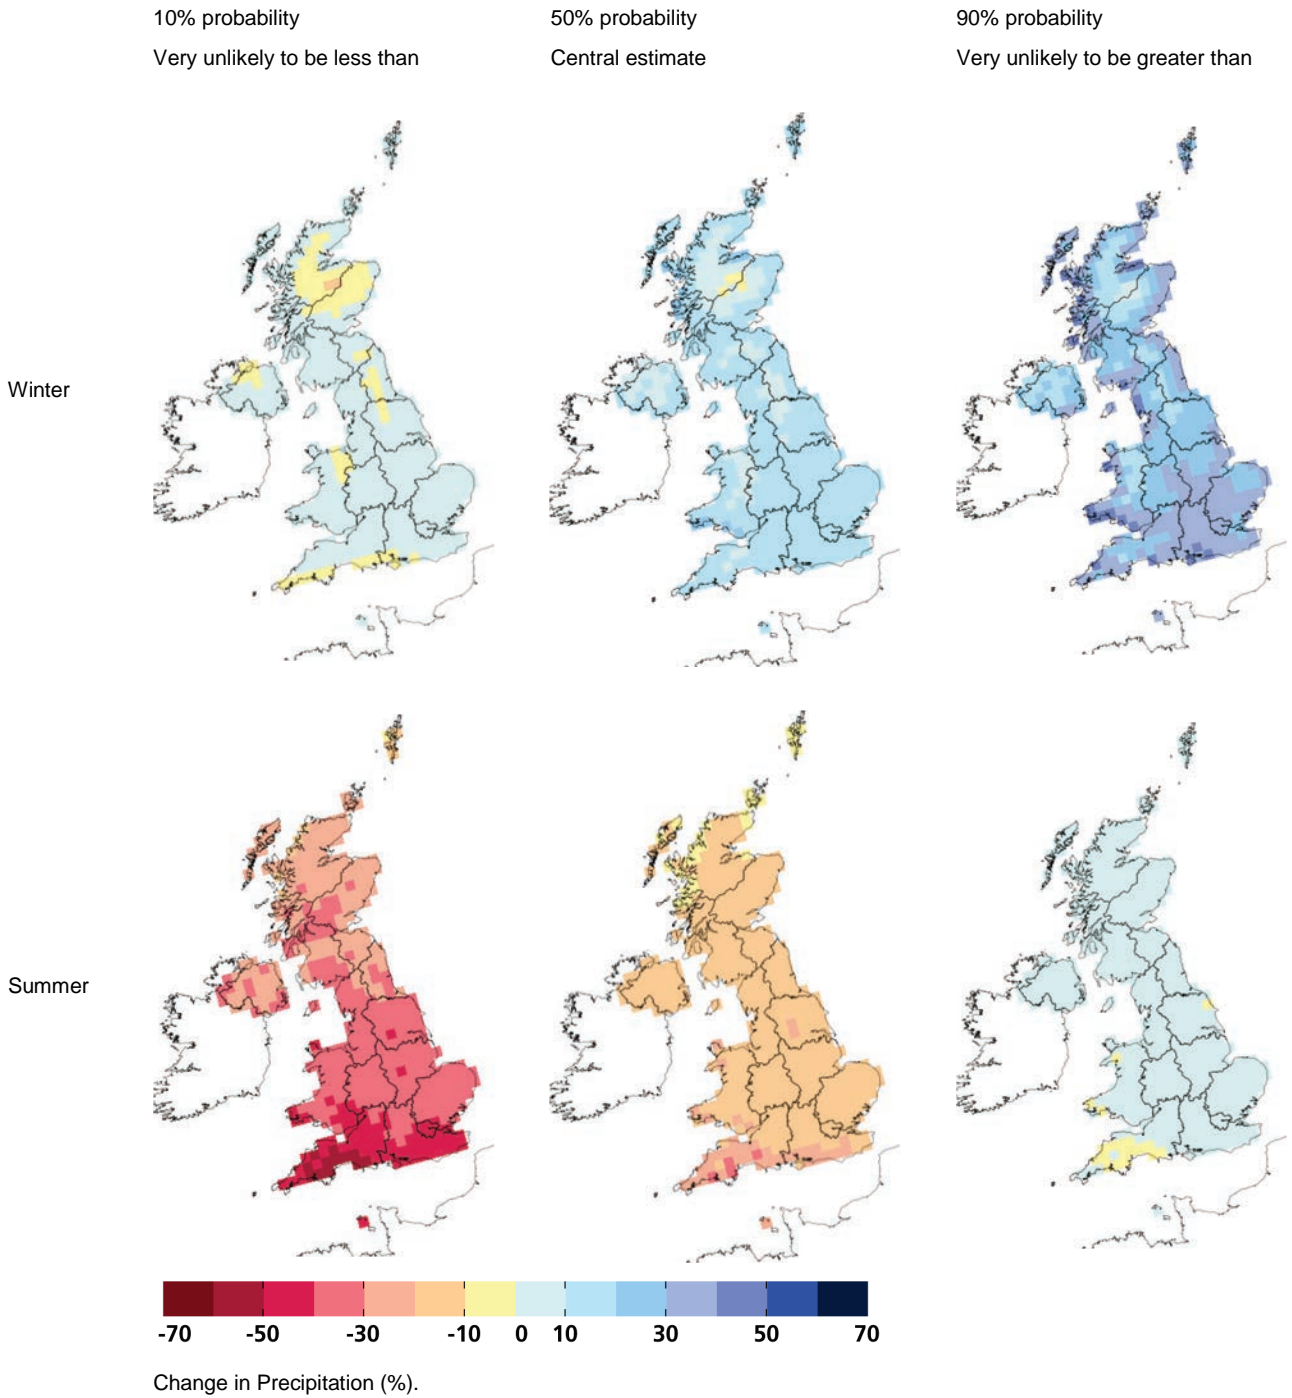 10% probability
50% probability
90% probability
Very unlikely to be less than
Central estimate
Very unlikely to be greater than
Winter
Summer
-70 -50 -30 -10 0 10 30 50 70
Change in Precipitation (%).